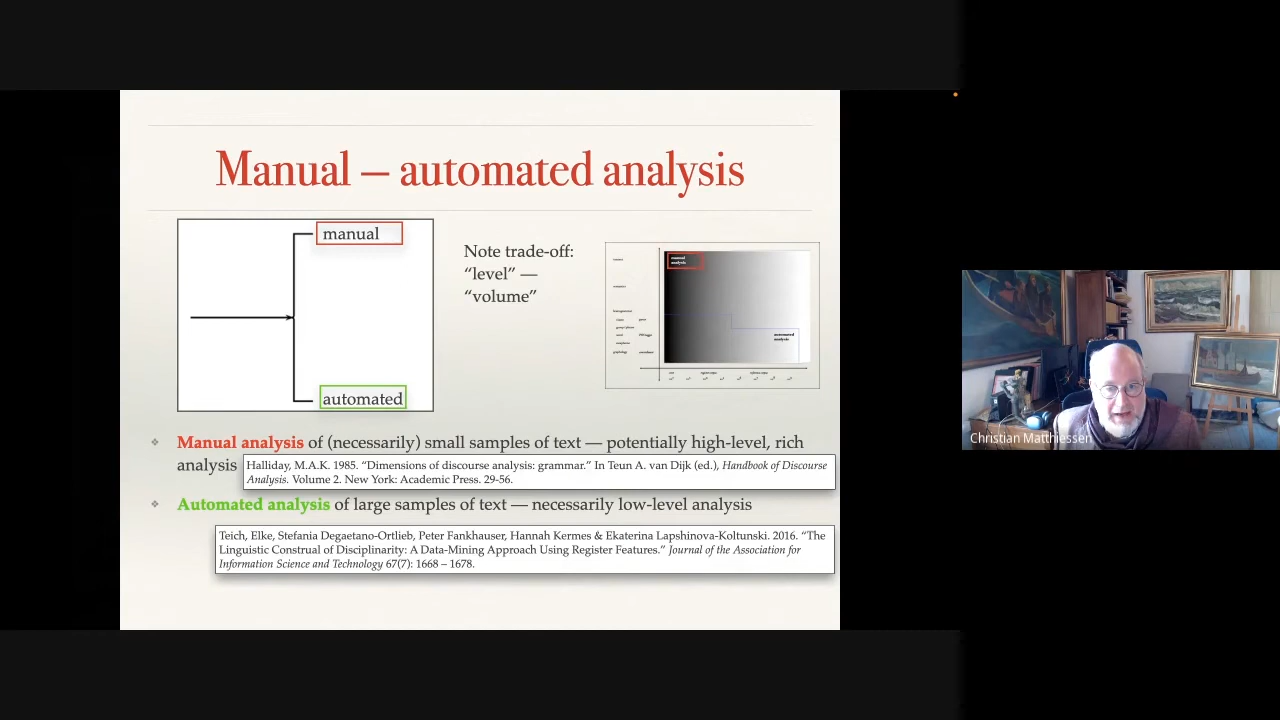 Manual — automated analysis
manual
automated
Note trade-off:
“level” —
“volume”
manual
analysis
automated
analysis
❖ Manual analysis of (necessarily) small samples of text — potentially high-level, rich
analysis
Halliday, M.A.K. 1985. “Dimensions of discourse analysis: grammar.” In Teun A. van Dijk (ed.), Handbook of Discourse
Analysis. Volume 2. New York: Academic Press. 29-56.
❖ Automated analysis of large samples of text — necessarily low-level analysis
Teich, Elke, Stefania Degaetano-Ortlieb, Peter Fankhauser, Hannah Kermes & Ekaterina Lapshinova-Koltunski. 2016. “The
Linguistic Construal of Disciplinarity: A Data-Mining Approach Using Register Features.” Journal of the Association for
Information Science and Technology 67(7): 1668 – 1678.
Christian Matthiessen